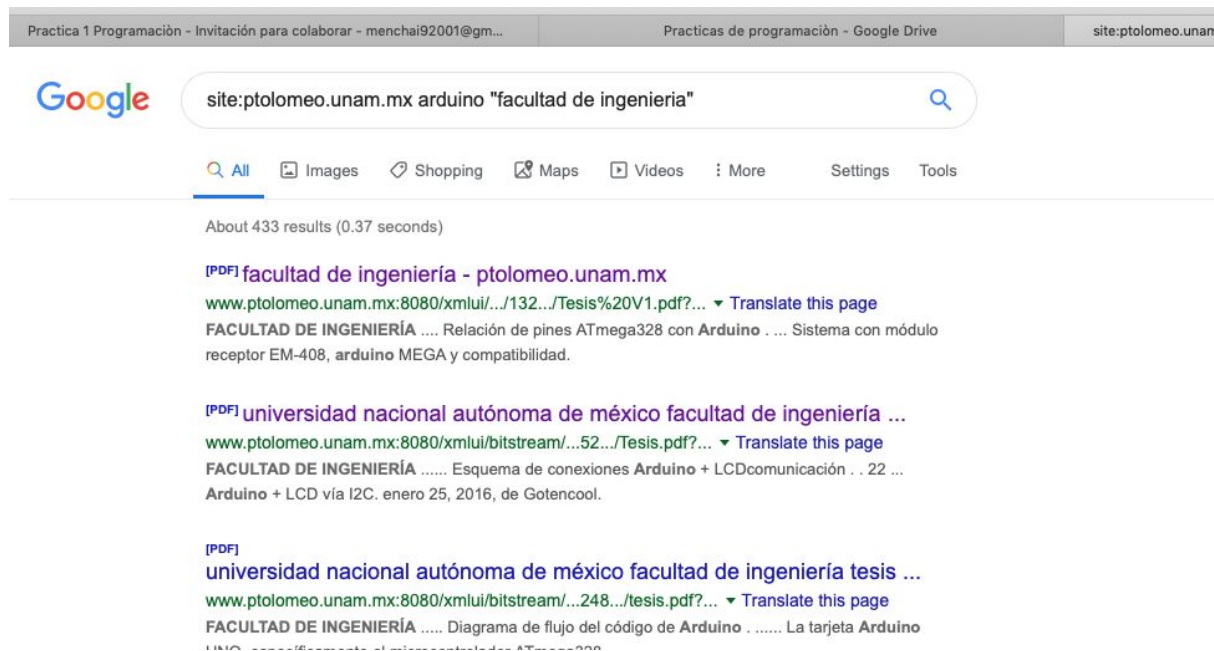 Practica 1 Programaciòn - Invitación para colaborar - menchai92001@gm...
Practicas de programaciòn - Google Drive
site:ptolomeo.unam
Google
site:ptolomeo.unam.mx arduino "facultad de ingenieria"
All Images Shopping Maps Videos More Settings Tools
About 433 results (0.37 seconds)
[PDF] facultad de ingeniería - ptolomeo.unam.mx
www.ptolomeo.unam.mx:8080/xmlui/.../132.../Tesis%20V1.pdf?... Translate this page
FACULTAD DE INGENIERÍA .... Relación de pines ATmega328 con Arduino . ... Sistema con módulo
receptor EM-408, arduino MEGA y compatibilidad.
[PDF] universidad nacional autónoma de méxico facultad de ingeniería ...
www.ptolomeo.unam.mx:8080/xmlui/bitstream/...52.../Tesis.pdf?... Translate this page
FACULTAD DE INGENIERÍA ...... Esquema de conexiones Arduino + LCDcomunicación . . 22 ...
Arduino + LCD vía I2C. enero 25, 2016, de Gotencool.
[PDF]
universidad nacional autónoma de méxico facultad de ingeniería tesis ...
www.ptolomeo.unam.mx:8080/xmlui/bitstream/...248.../tesis.pdf?... Translate this page
FACULTAD DE INGENIERÍA ..... Diagrama de flujo del código de Arduino . ...... La tarjeta Arduino
UNO, específicamente el microcontrolador ATmega328